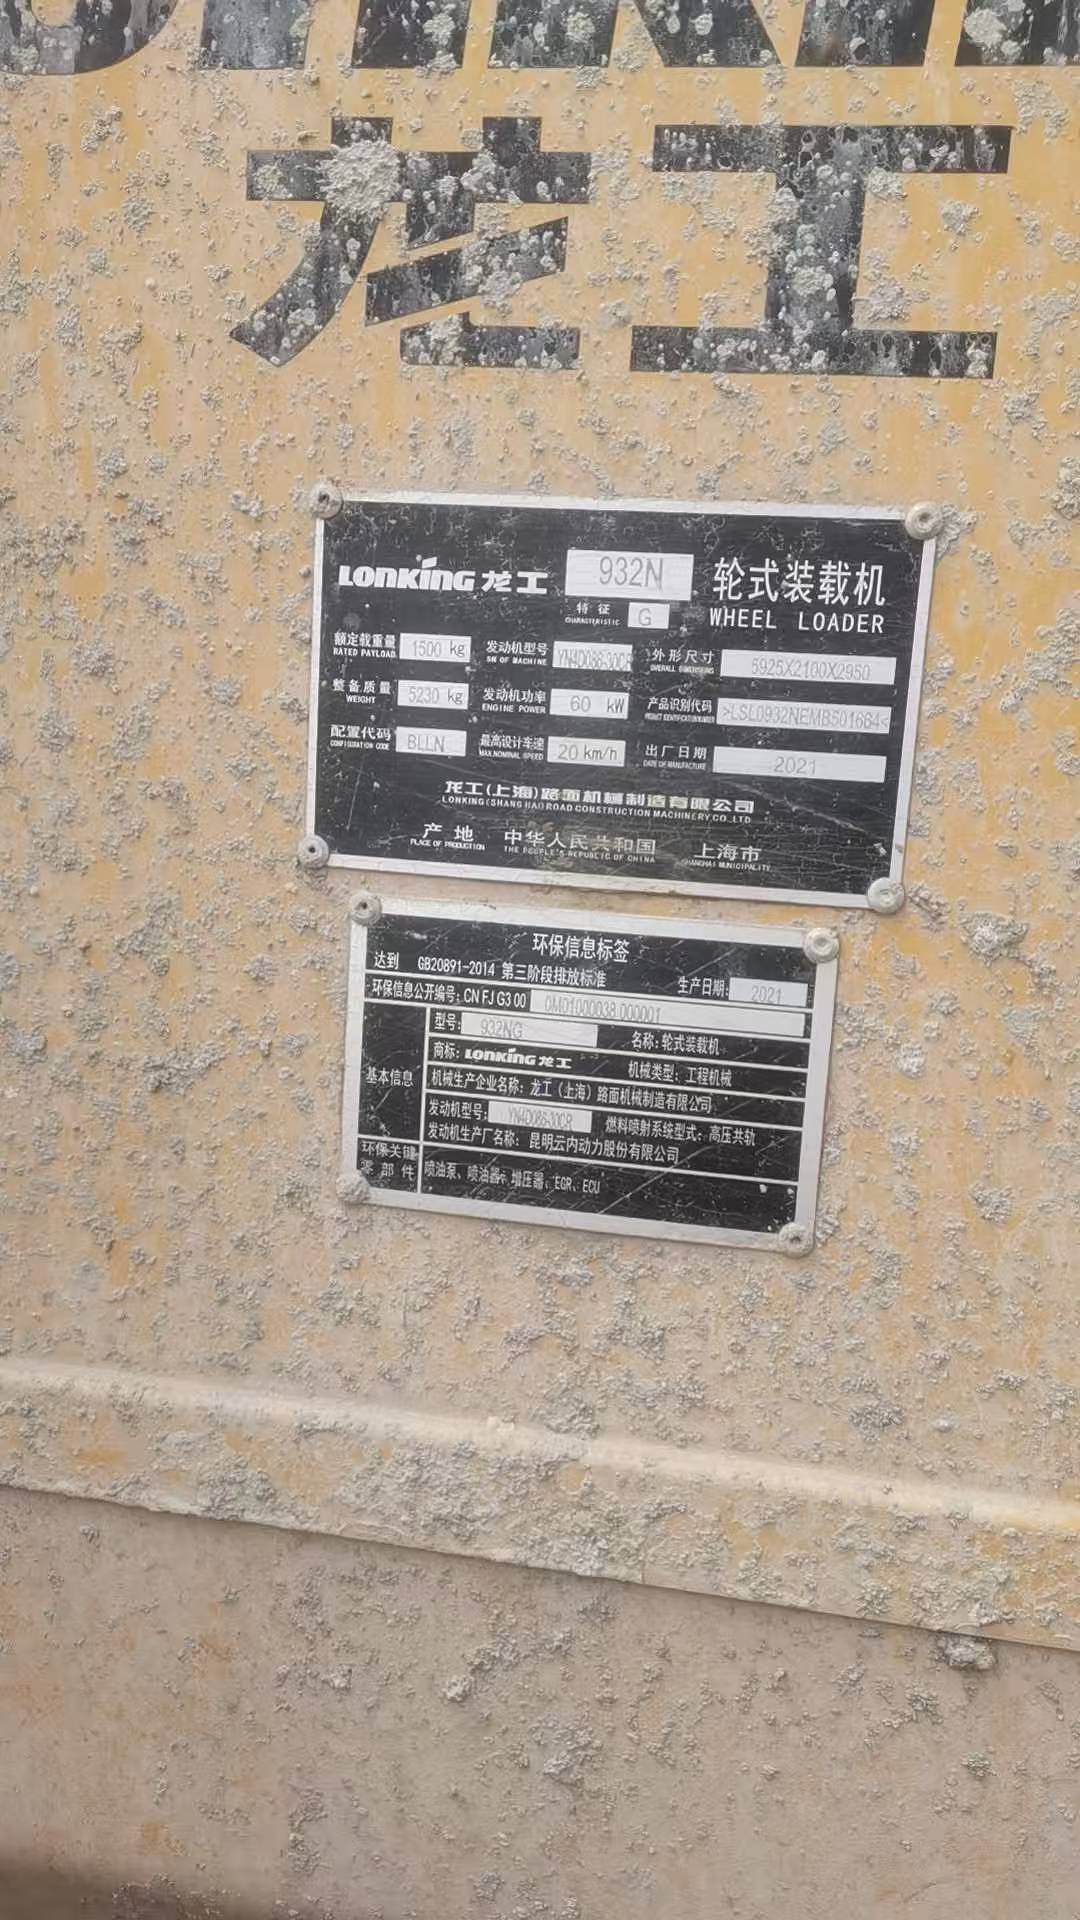 龙工
LONKING 龙工 932N 轮式装载机
特征 CHARACTERISTIC G WHEEL LOADER
额定载重量 RATED PAYLOAD 1500 kg 发动机型号 SN OF MACHINE YN4D086-30CR 外形尺寸 OVERALL DIMENSIONS 5925X2100X2950
整备质量 WEIGHT 5230 kg 发动机功率 ENGINE POWER 60 kW 产品识别代码 PRODUCT IDENTIFICATION NUMBER >LSL0932NEMB501664<
配置代码 CONFIGURATION CODE BLLN 最高设计车速 MAX.NOMINAL SPEED 20 km/h 出厂日期 DATE OF MANUFACTURE 2021
龙工(上海)路面机械制造有限公司
LONKING(SHANGHAI)ROAD CONSTRUCTION MACHINERY CO.,LTD
产地 中华人民共和国 上海市
PLACE OF PRODUCTION THE PEOPLE'S REPUBLIC OF CHINA SHANGHAI MUNICIPALITY
环保信息标签
达到 GB20891-2014 第三阶段排放标准 生产日期: 2021
环保信息公开编号: CN FJ G3 00 0M01000038 000001
基本信息
型号: 932NG 名称: 轮式装载机
商标: LONKING 龙工 机械类型: 工程机械
机械生产企业名称: 龙工(上海)路面机械制造有限公司
发动机型号: YN4D086-30CR 燃料喷射系统型式: 高压共轨
发动机生产厂名称: 昆明云内动力股份有限公司
环保关键零部件 喷油泵、喷油器、增压器、EGR、ECU